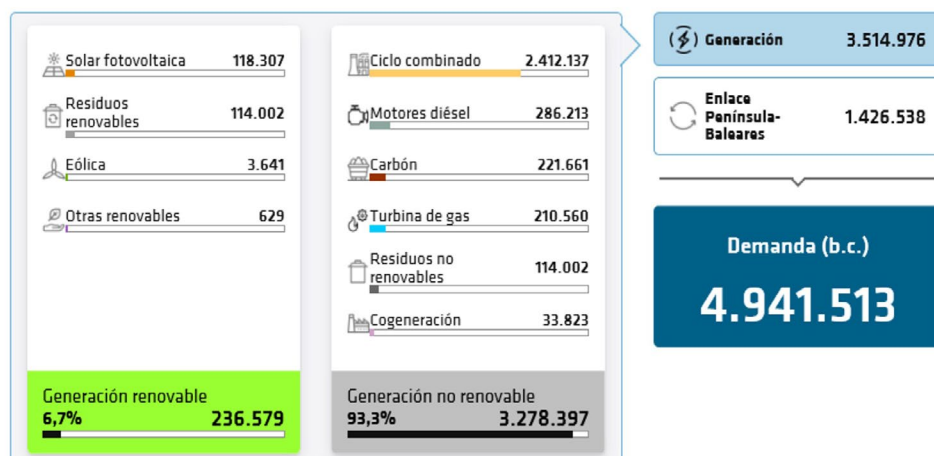 Solar fotovoltaica 118.307
Residuos
renovables 114.002
Eólica 3.641
Otras renovables 629
Generación renovable
6,7% 236.579
Ciclo combinado 2.412.137
Motores diésel 286.213
Carbón 221.661
Turbina de gas 210.560
Residuos no
renovables 114.002
Cogeneración 33.823
Generación no renovable
93,3% 3.278.397
Generación 3.514.976
Enlace
Península-
Baleares 1.426.538
Demanda (b.c.)
4.941.513